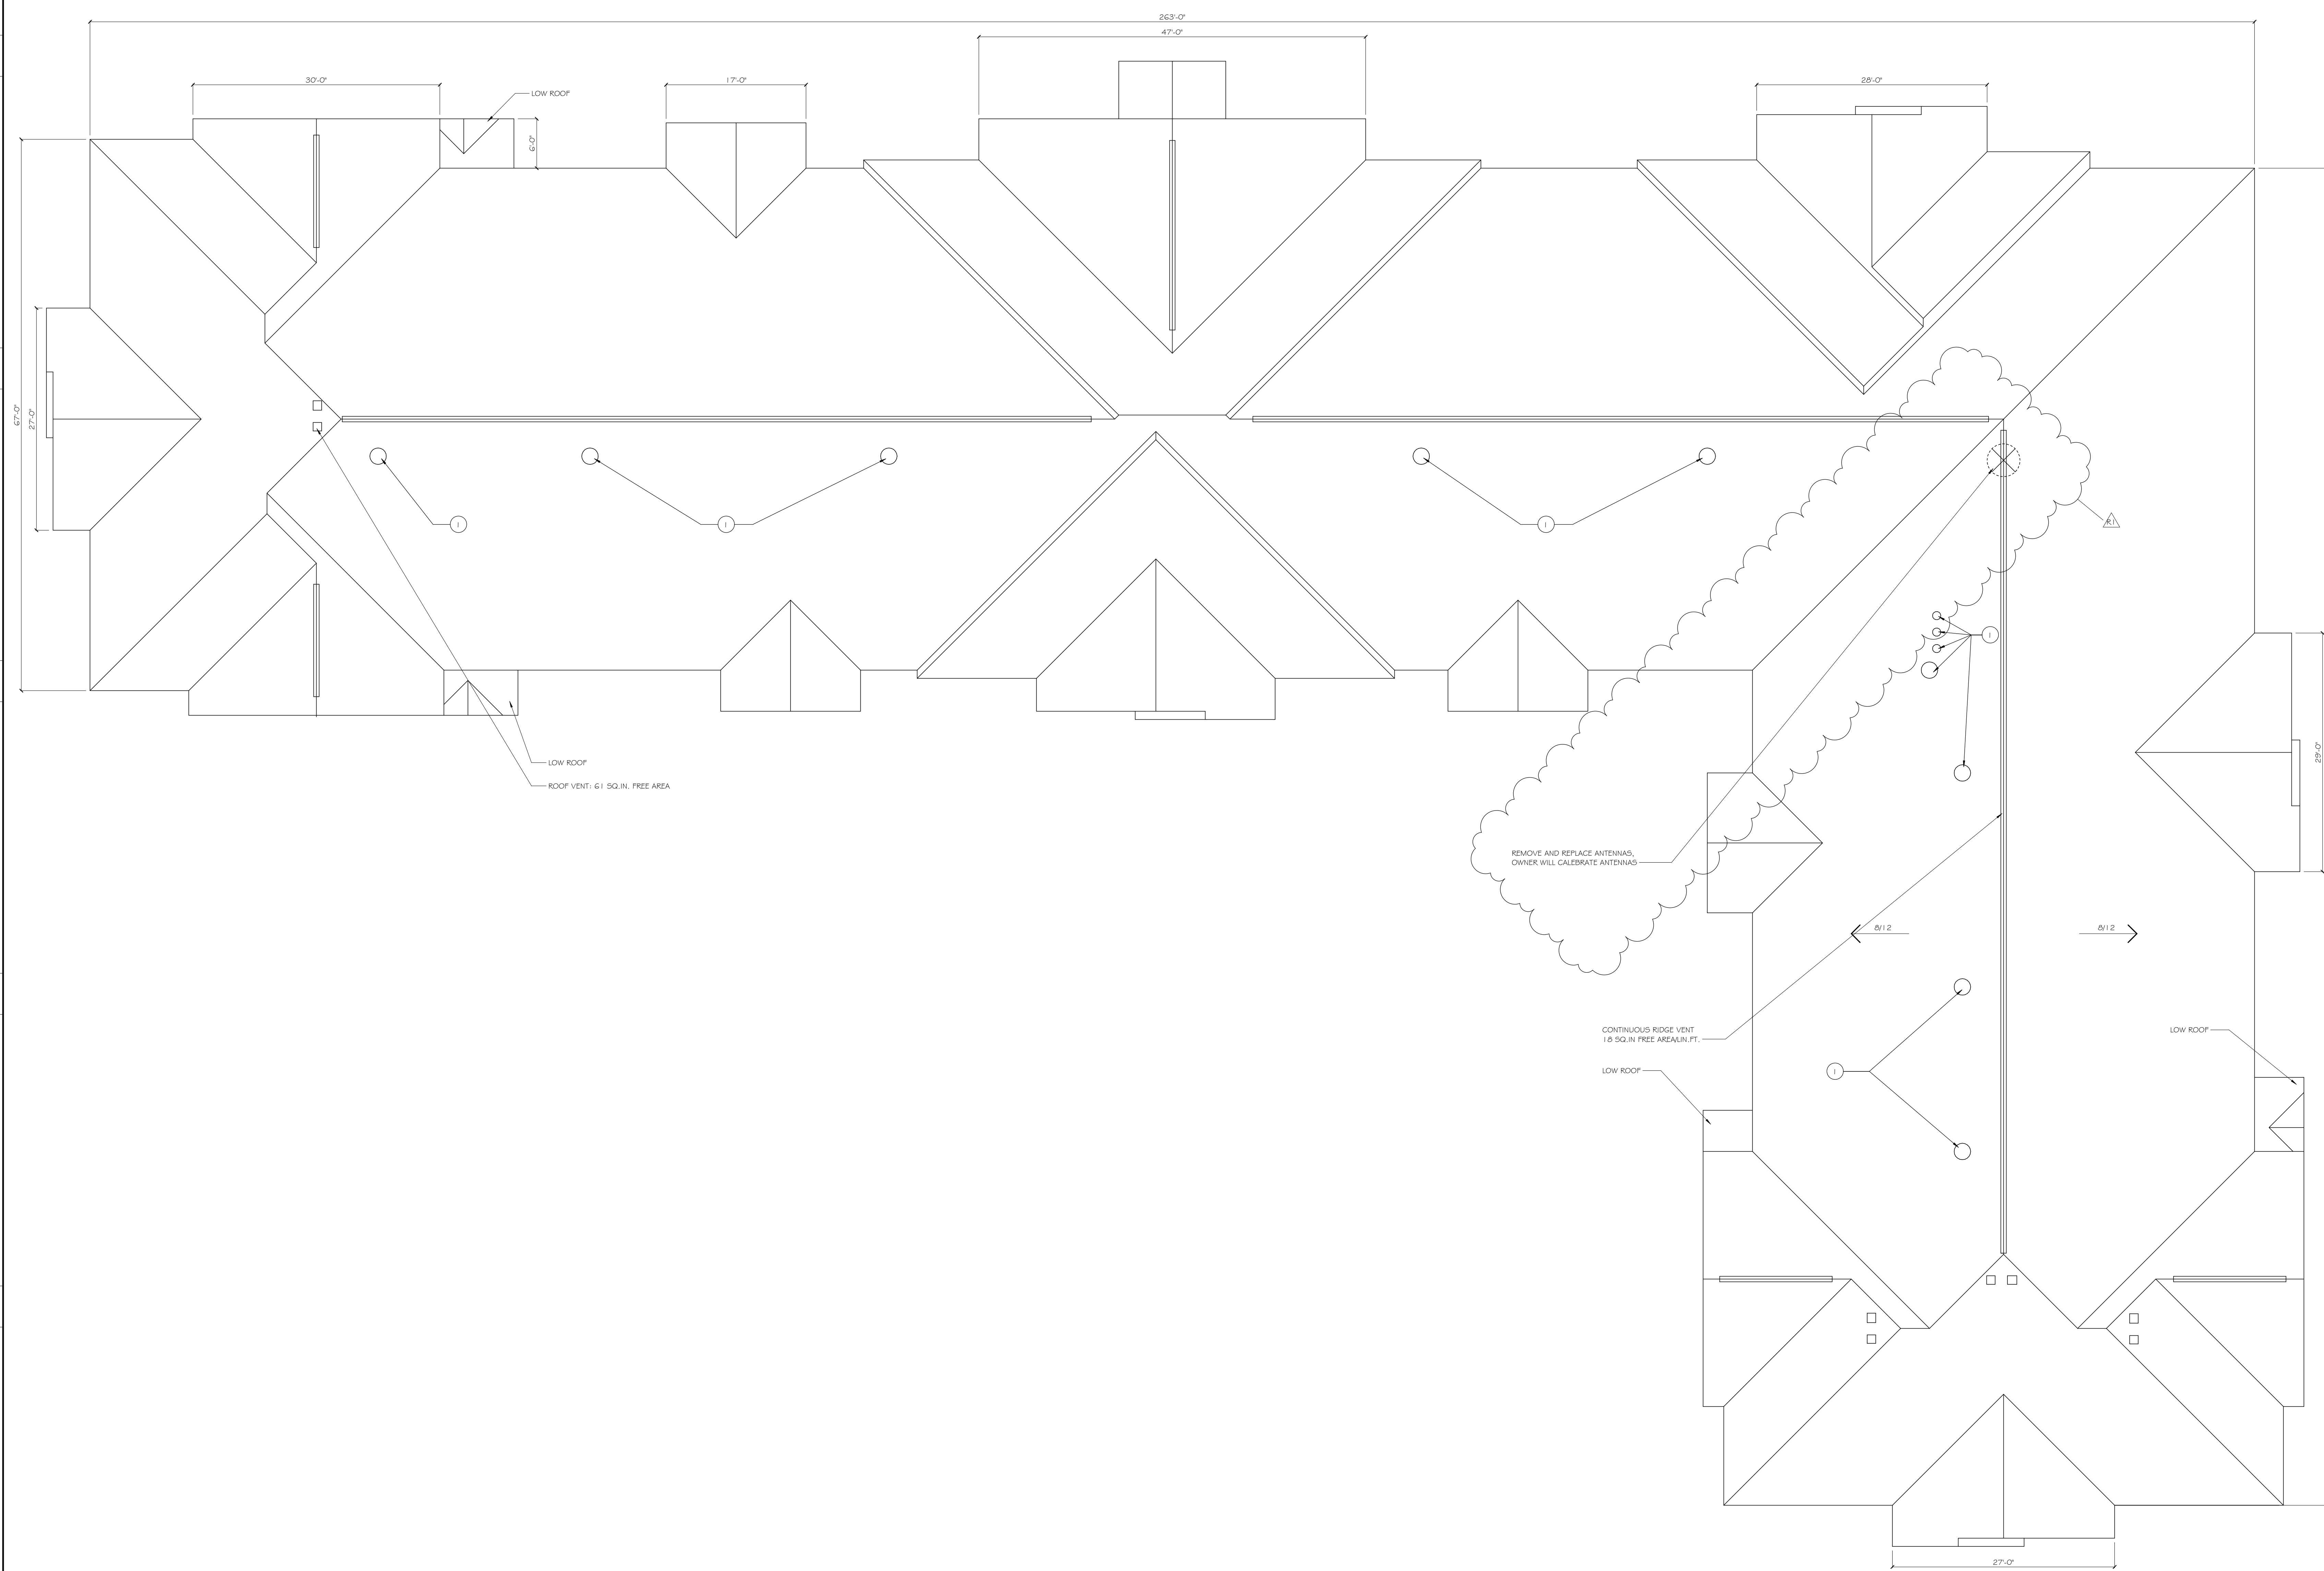 263'-0"
47'-0"
30'-0"
17'-0"
28'-0"
LOW ROOF
6'-0"
67'-0"
27'-0"
1
1
1
R1
1
29'-0"
LOW ROOF
ROOF VENT: 61 SQ.IN. FREE AREA
REMOVE AND REPLACE ANTENNAS,
OWNER WILL CALEBRATE ANTENNAS
8/12
8/12
CONTINUOUS RIDGE VENT
18 SQ.IN FREE AREA/LIN.FT.
LOW ROOF
LOW ROOF
1
27'-0"